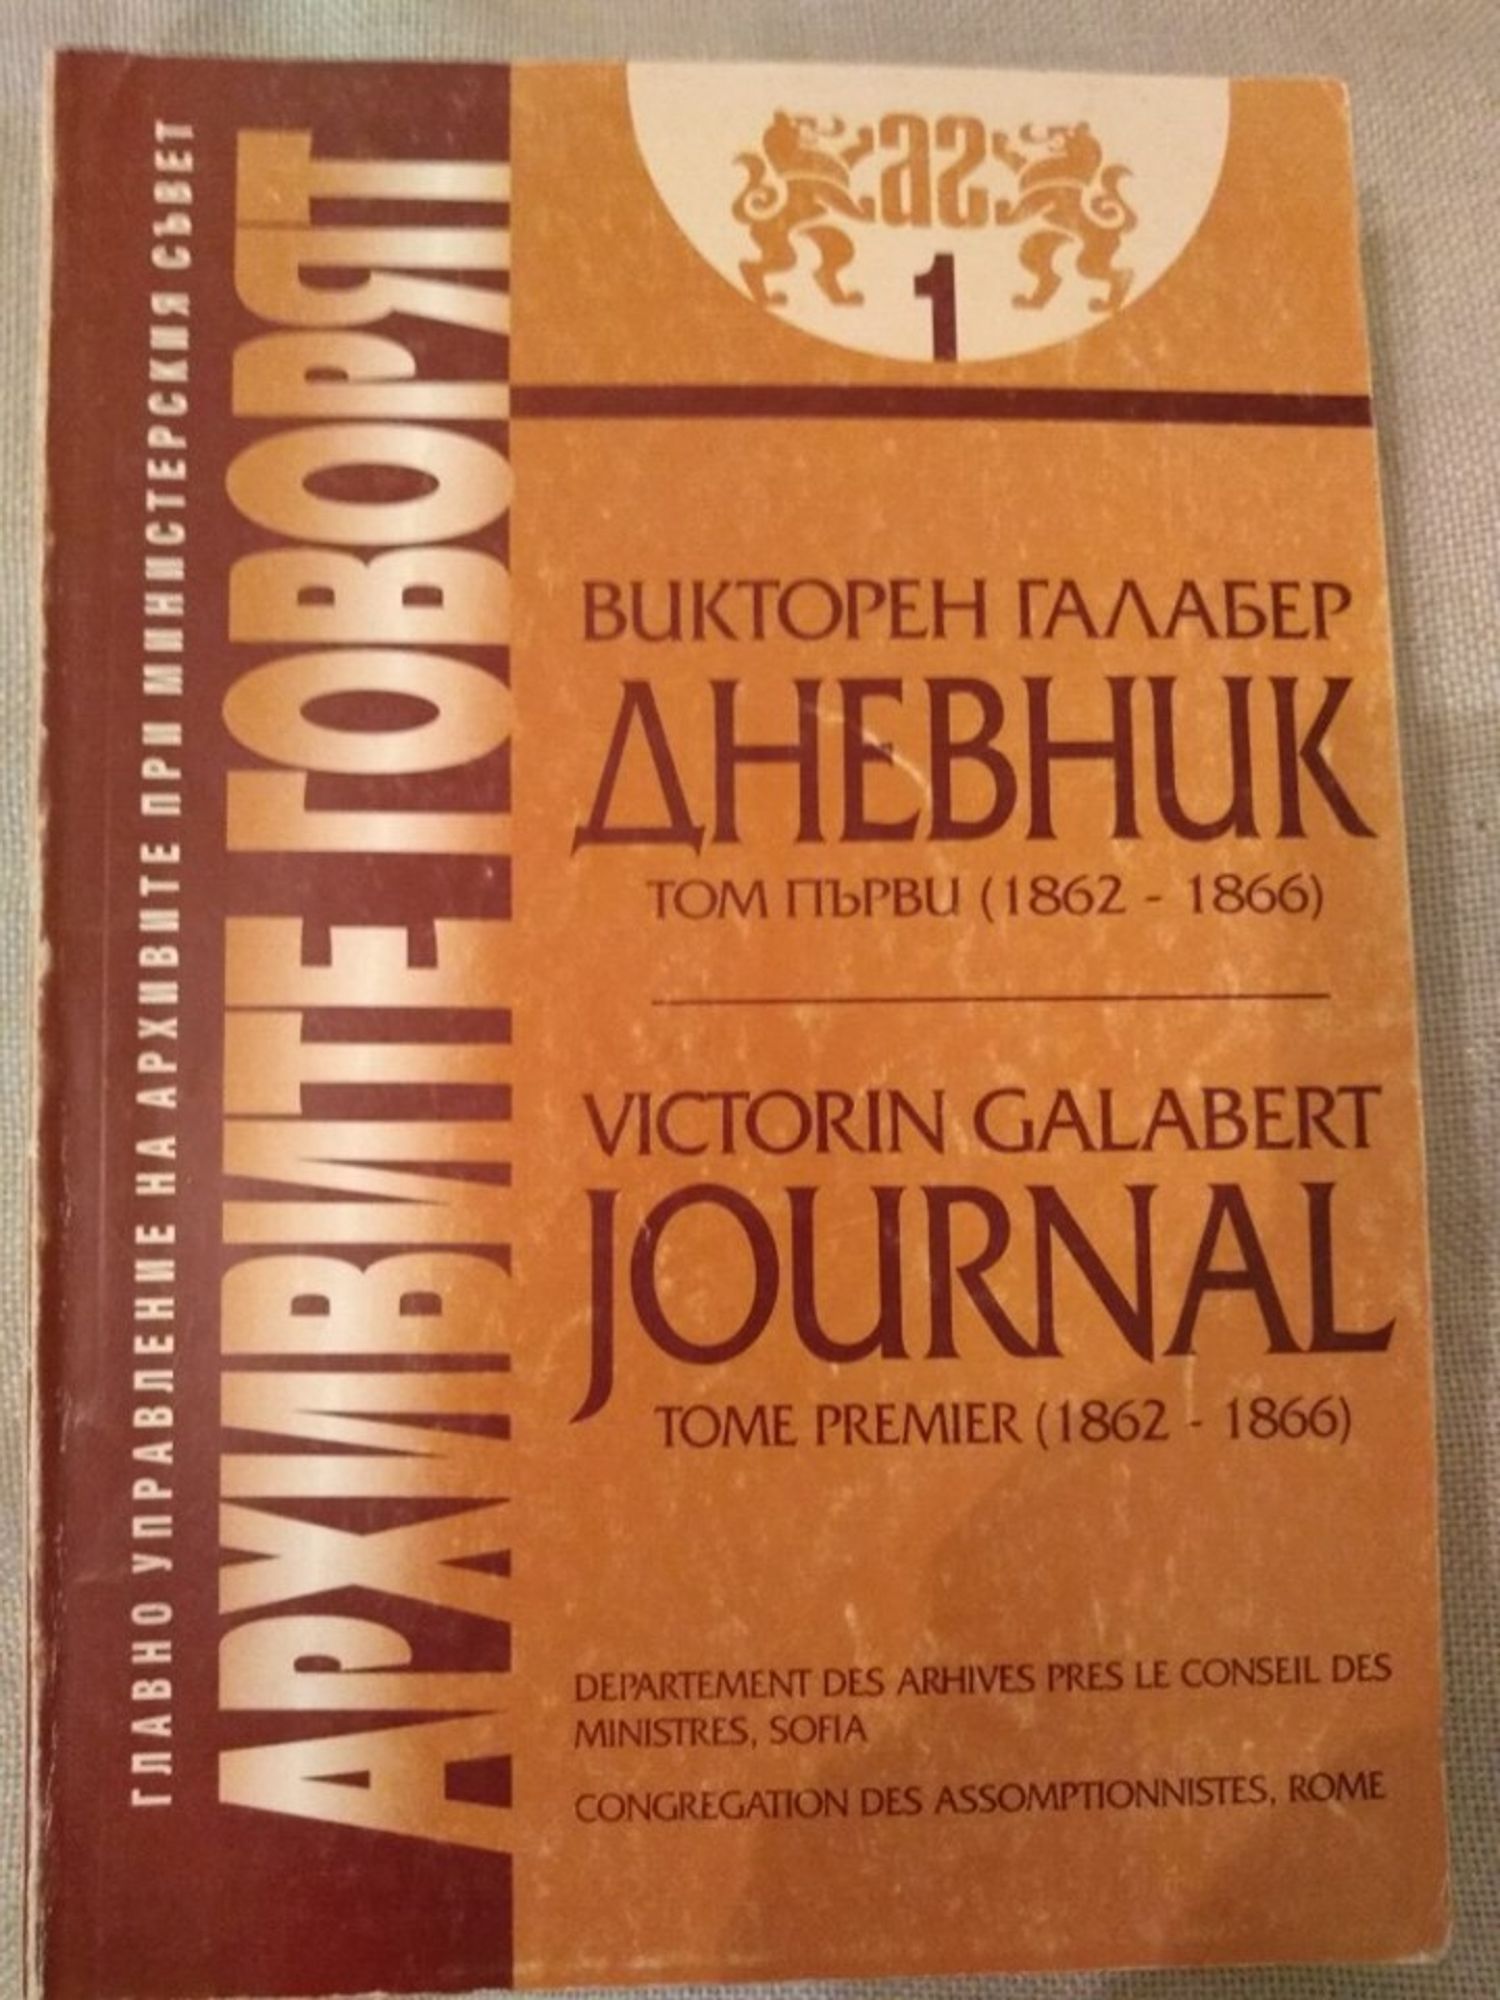 ГЛАВНО УПРАВЛЕНИЕ НА АРХИВИТЕ ПРИ МИНИСТЕРСКИЯ СЪВЕТ
АРХИВИТЕ ГОВОРЯТ
аг
1
ВИКТОРЕН ГАЛАБЕР
ДНЕВНИК
ТОМ ПЪРВИ (1862 - 1866)
VICTORIN GALABERT
JOURNAL
TOME PREMIER (1862 - 1866)
DEPARTEMENT DES ARHIVES PRES LE CONSEIL DES
MINISTRES, SOFIA
CONGREGATION DES ASSOMPTIONNISTES, ROME